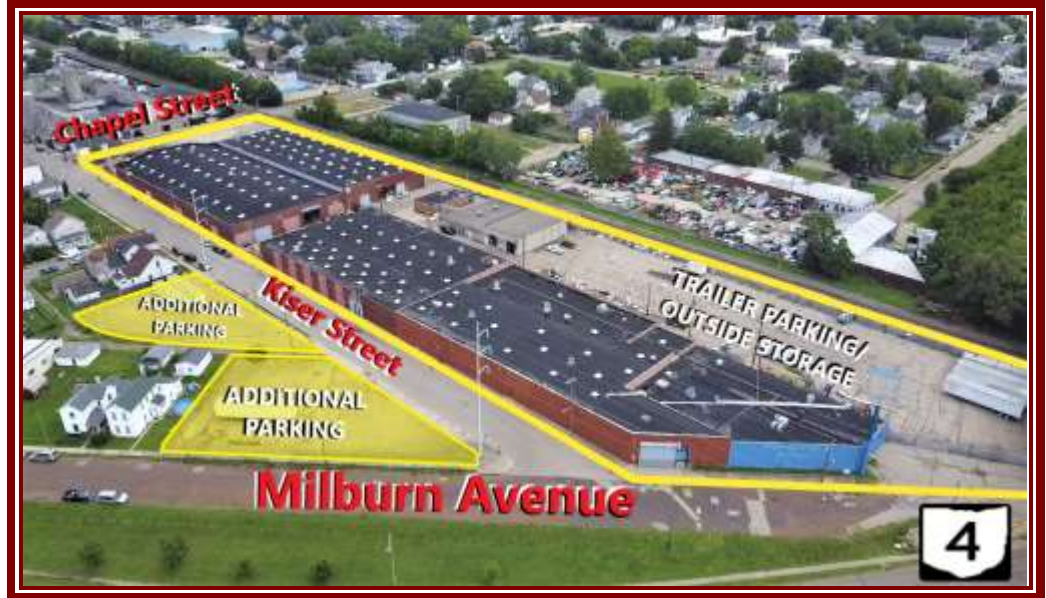 Chapel Street
TRAILER PARKING/
OUTSIDE STORAGE
Kiser Street
ADDITIONAL
PARKING
ADDITIONAL
PARKING
Milburn Avenue
4